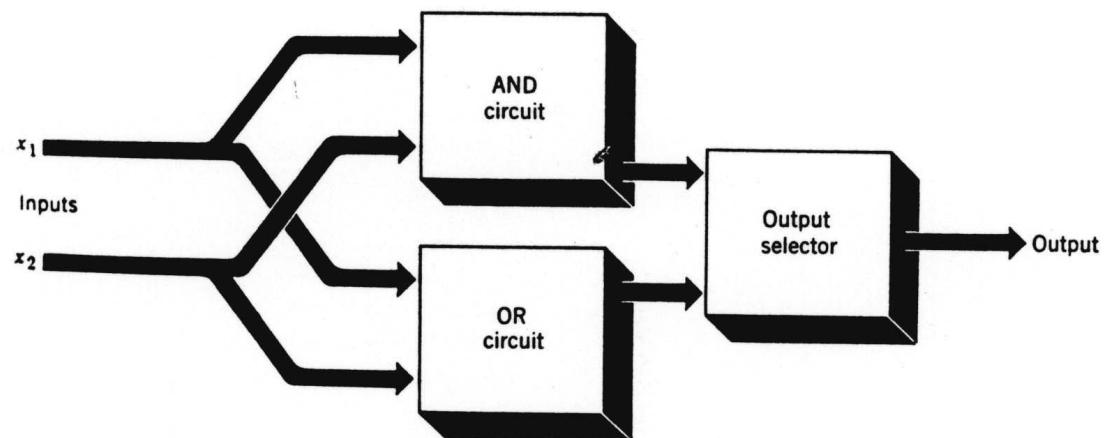 AND
circuit
x₁
Inputs
x₂
Output
selector
Output
OR
circuit